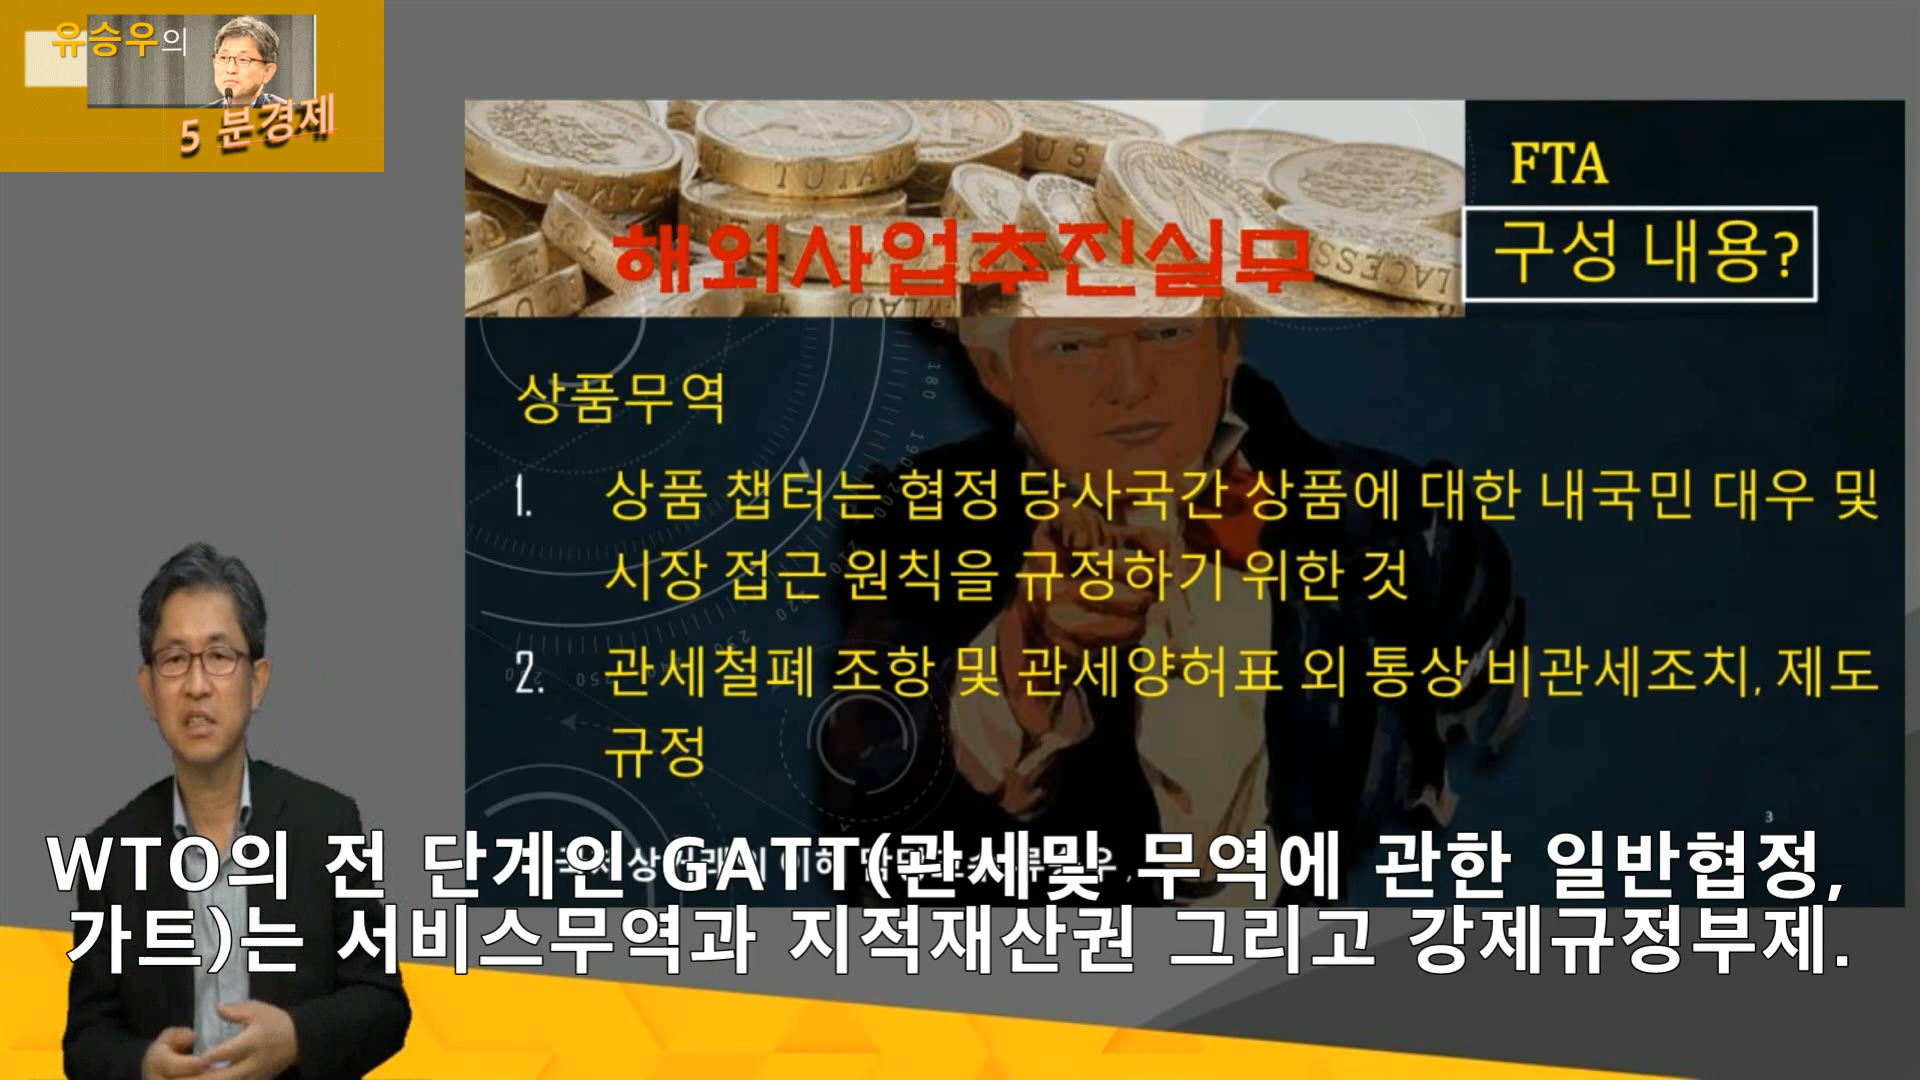 유승우의
5 분경제
해외사업추진실무
FTA
구성 내용?
상품무역
1. 상품 챕터는 협정 당사국간 상품에 대한 내국민 대우 및
시장 접근 원칙을 규정하기 위한 것
2. 관세철폐 조항 및 관세양허표 외 통상 비관세조치, 제도
규정
3
WTO의 전 단계인 GATT(관세및 무역에 관한 일반협정,
가트)는 서비스무역과 지적재산권 그리고 강제규정부제.